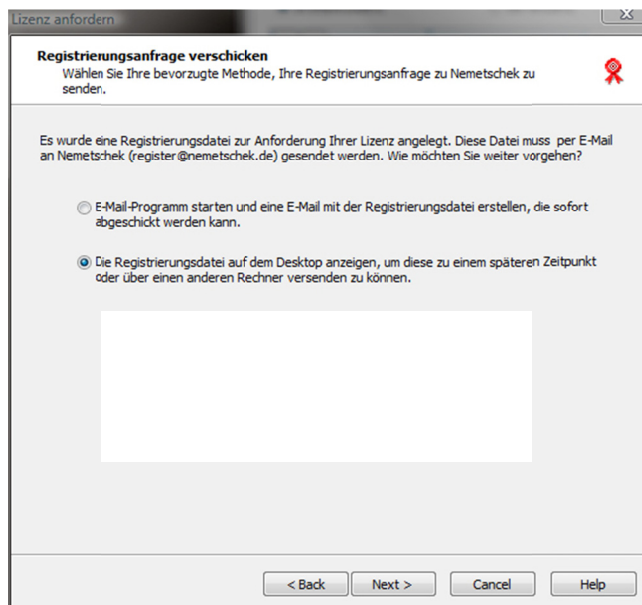 Lizenz anfordern
Registrierungsanfrage verschicken
Wählen Sie Ihre bevorzugte Methode, Ihre Registrierungsanfrage zu Nemetschek zu
senden.
Es wurde eine Registrierungsdatei zur Anforderung Ihrer Lizenz angelegt. Diese Datei muss per E-Mail
an Nemetschek (register@nemetschek.de) gesendet werden. Wie möchten Sie weiter vorgehen?
E-Mail-Programm starten und eine E-Mail mit der Registrierungsdatei erstellen, die sofort
abgeschickt werden kann.
Die Registrierungsdatei auf dem Desktop anzeigen, um diese zu einem späteren Zeitpunkt
oder über einen anderen Rechner versenden zu können.
< Back Next > Cancel Help